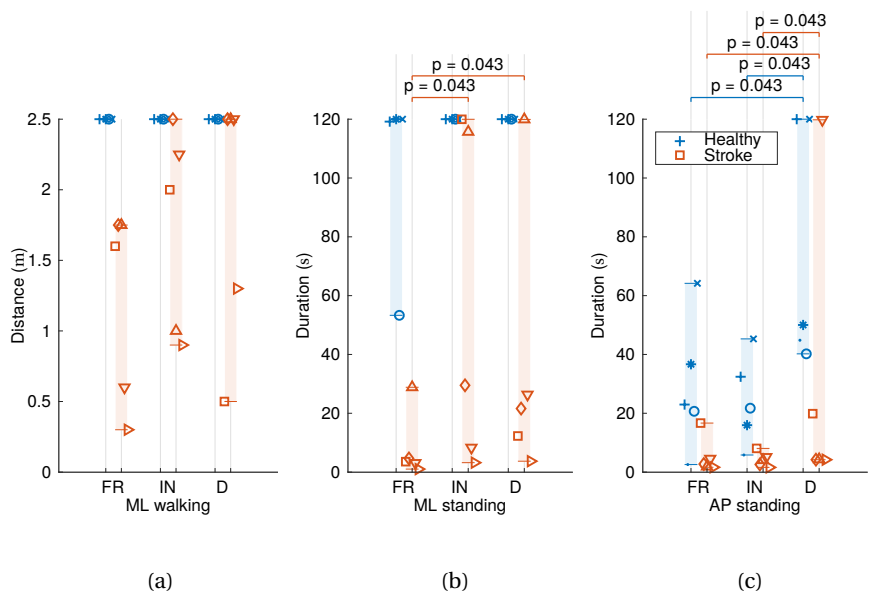 p = 0.043
p = 0.043
p = 0.043
p = 0.043
p = 0.043
p = 0.043
2.5
2
1.5
1
0.5
0
Distance (m)
FR IN D
ML walking
120
100
80
60
40
20
0
Duration (s)
FR IN D
ML standing
120
100
80
60
40
20
0
Duration (s)
Healthy
Stroke
FR IN D
AP standing
(a) (b) (c)